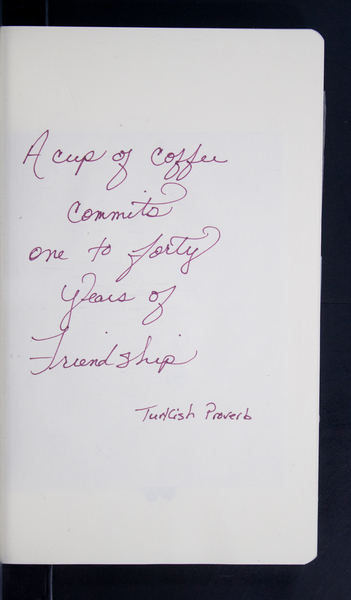 A cup of coffee
commits
one to forty
Years of
Friendship
Turkish Proverb